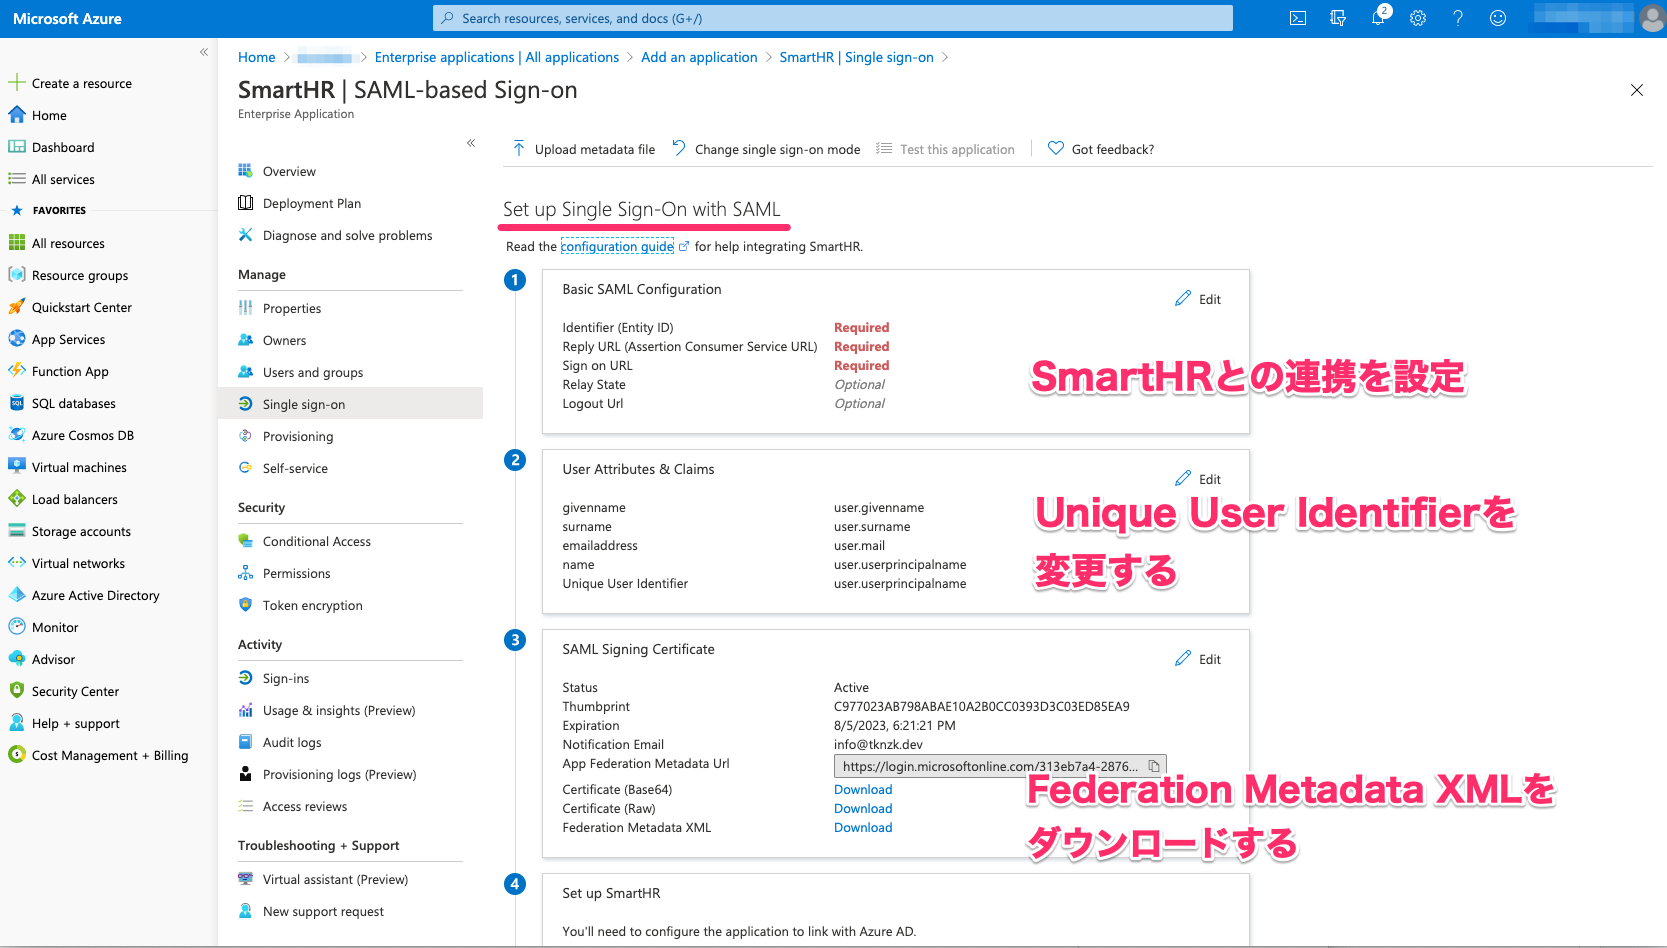 Microsoft Azure
Search resources, services, and docs (G+/)
2
Create a resource
Home
Dashboard
All services
FAVORITES
All resources
Resource groups
Quickstart Center
App Services
Function App
SQL databases
Azure Cosmos DB
Virtual machines
Load balancers
Storage accounts
Virtual networks
Azure Active Directory
Monitor
Advisor
Security Center
Help + support
Cost Management + Billing
Home > Enterprise applications | All applications > Add an application > SmartHR | Single sign-on >
SmartHR | SAML-based Sign-on
Enterprise Application
Overview
Deployment Plan
Diagnose and solve problems
Manage
Properties
Owners
Users and groups
Single sign-on
Provisioning
Self-service
Security
Conditional Access
Permissions
Token encryption
Activity
Sign-ins
Usage & insights (Preview)
Audit logs
Provisioning logs (Preview)
Access reviews
Troubleshooting + Support
Virtual assistant (Preview)
New support request
Upload metadata file Change single sign-on mode Test this application Got feedback?
Set up Single Sign-On with SAML
Read the configuration guide for help integrating SmartHR.
1
Basic SAML Configuration
Edit
Identifier (Entity ID) Required
Reply URL (Assertion Consumer Service URL) Required
Sign on URL Required
Relay State Optional
Logout Url Optional
SmartHRとの連携を設定
2
User Attributes & Claims
Edit
givenname user.givenname
surname user.surname
emailaddress user.mail
name user.userprincipalname
Unique User Identifier user.userprincipalname
Unique User Identifierを
変更する
3
SAML Signing Certificate
Edit
Status Active
Thumbprint C977023AB798ABAE10A2B0CC0393D3C03ED85EA9
Expiration 8/5/2023, 6:21:21 PM
Notification Email info@tknzk.dev
App Federation Metadata Url https://login.microsoftonline.com/313eb7a4-2876...
Certificate (Base64) Download
Certificate (Raw) Download
Federation Metadata XML Download
Federation Metadata XMLを
ダウンロードする
4
Set up SmartHR
You'll need to configure the application to link with Azure AD.